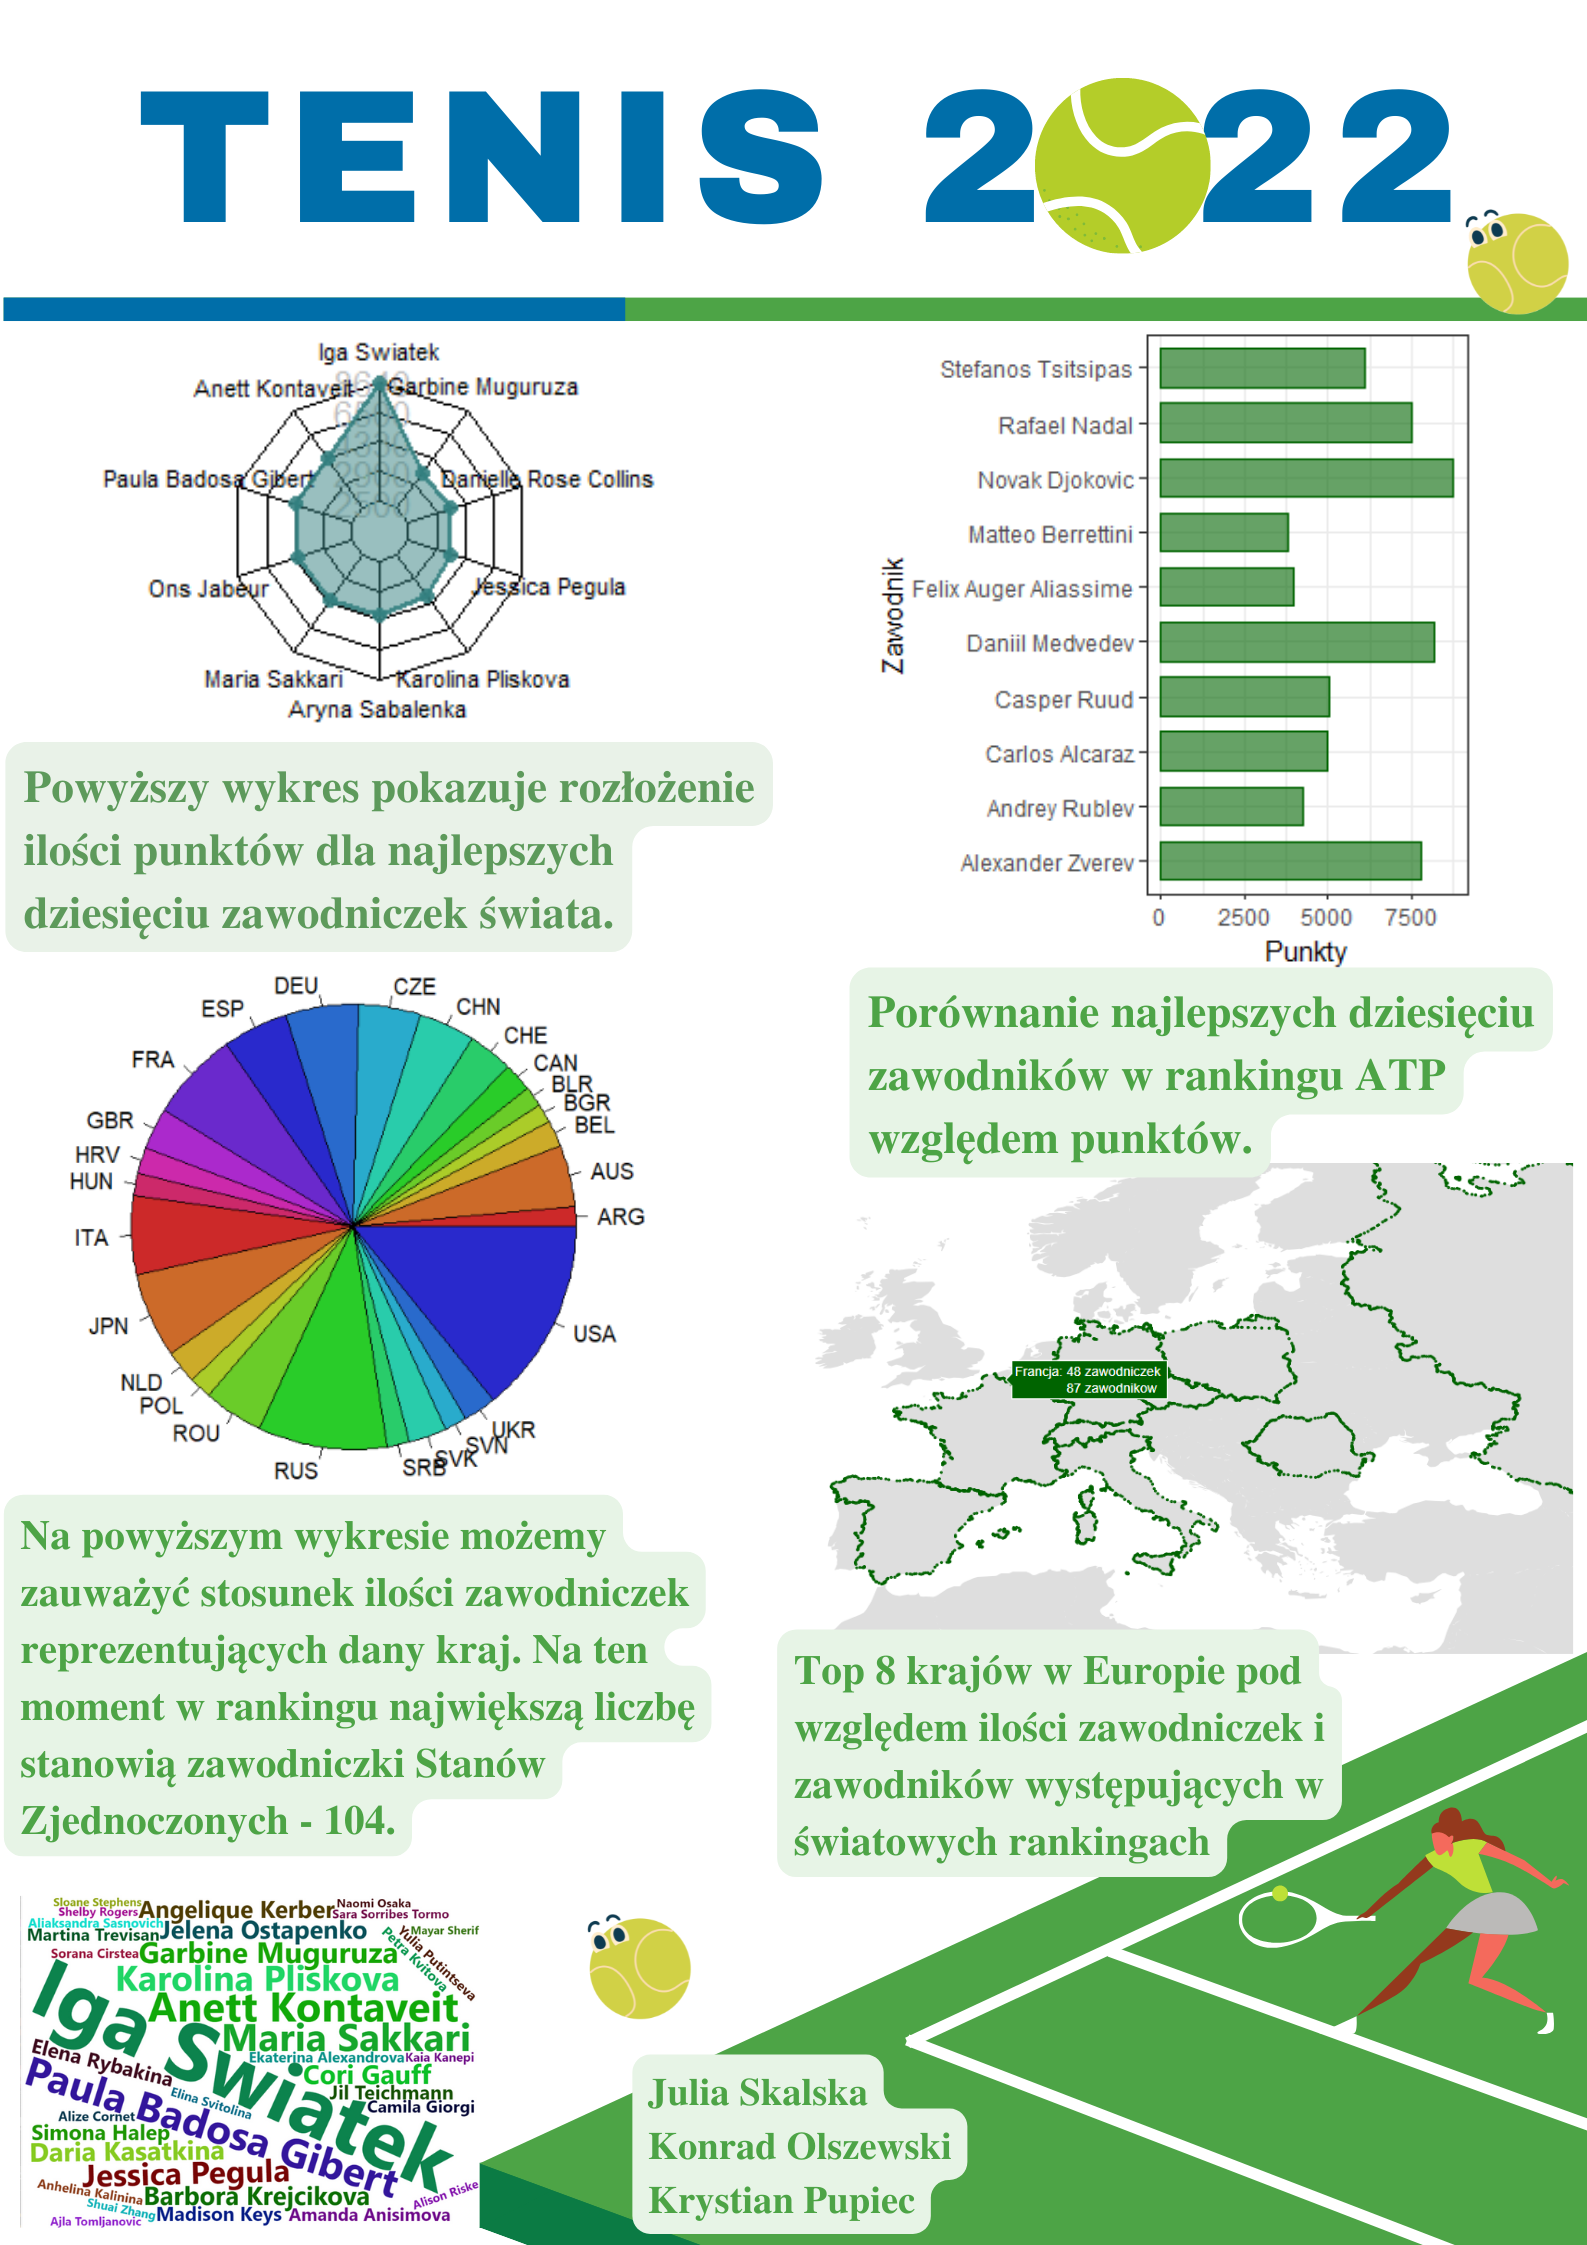 TENIS 2022
Iga Swiatek
Anett Kontaveit
Garbine Muguruza
Paula Badosa Gibert
Danielle Rose Collins
Ons Jabeur
Jessica Pegula
Maria Sakkari
Karolina Pliskova
Aryna Sabalenka
Powyższy wykres pokazuje rozłożenie
ilości punktów dla najlepszych
dziesięciu zawodniczek świata.
Zawodnik
Stefanos Tsitsipas
Rafael Nadal
Novak Djokovic
Matteo Berrettini
Felix Auger Aliassime
Daniil Medvedev
Casper Ruud
Carlos Alcaraz
Andrey Rublev
Alexander Zverev
0 2500 5000 7500
Punkty
Porównanie najlepszych dziesięciu
zawodników w rankingu ATP
względem punktów.
DEU
CZE
ESP
CHN
CHE
FRA
CAN
BLR
BGR
GBR
BEL
HRV
AUS
HUN
ARG
ITA
JPN
USA
NLD
POL
ROU
UKR
SVN
SVK
SRB
RUS
Francja: 48 zawodniczek
87 zawodnikow
Na powyższym wykresie możemy
zauważyć stosunek ilości zawodniczek
reprezentujących dany kraj. Na ten
moment w rankingu największą liczbę
stanowią zawodniczki Stanów
Zjednoczonych - 104.
Top 8 krajów w Europie pod
względem ilości zawodniczek i
zawodników występujących w
światowych rankingach
Sloane Stephens
Shelby Rogers
Angelique Kerber
Naomi Osaka
Sara Sorribes Tormo
Aliaksandra Sasnovich
Martina Trevisan
Jelena Ostapenko
Mayar Sherif
Yulia Putintseva
Petra Kvitova
Sorana Cirstea
Garbine Muguruza
Karolina Pliskova
Anett Kontaveit
Iga Swiatek
Maria Sakkari
Ekaterina Alexandrova
Kaia Kanepi
Elena Rybakina
Cori Gauff
Paula Badosa Gibert
Elina Svitolina
Jil Teichmann
Camila Giorgi
Alize Cornet
Simona Halep
Daria Kasatkina
Jessica Pegula
Anhelina Kalinina
Barbora Krejcikova
Alison Riske
Shuai Zhang
Madison Keys
Amanda Anisimova
Ajla Tomljanovic
Julia Skalska
Konrad Olszewski
Krystian Pupiec